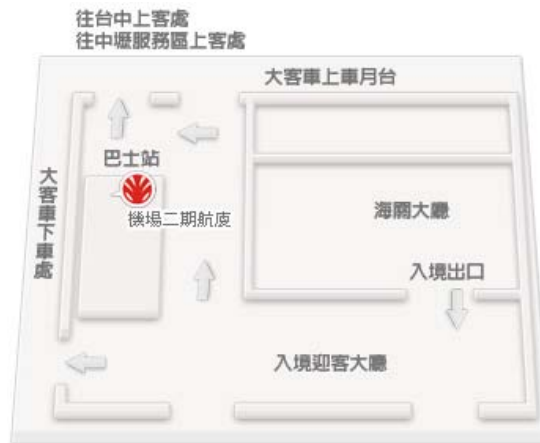 往台中上客處
往中壢服務區上客處
大客車上車月台
巴士站
大客車下車處
機場二期航廈
海關大廳
入境出口
入境迎客大廳